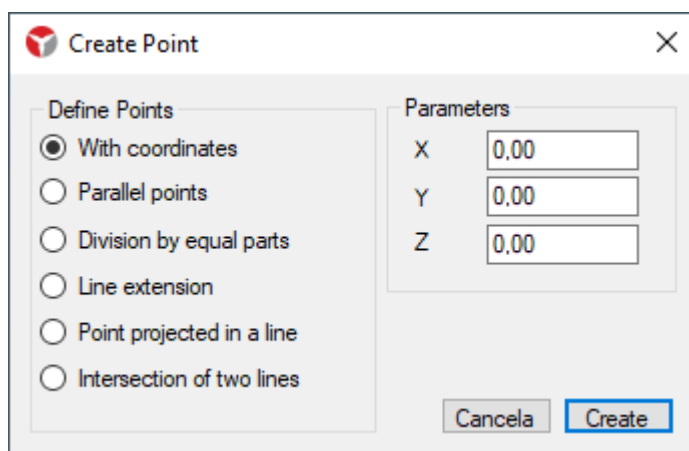 Create Point
Define Points
With coordinates
Parallel points
Division by equal parts
Line extension
Point projected in a line
Intersection of two lines
Parameters
X 0,00
Y 0,00
Z 0,00
Cancela Create